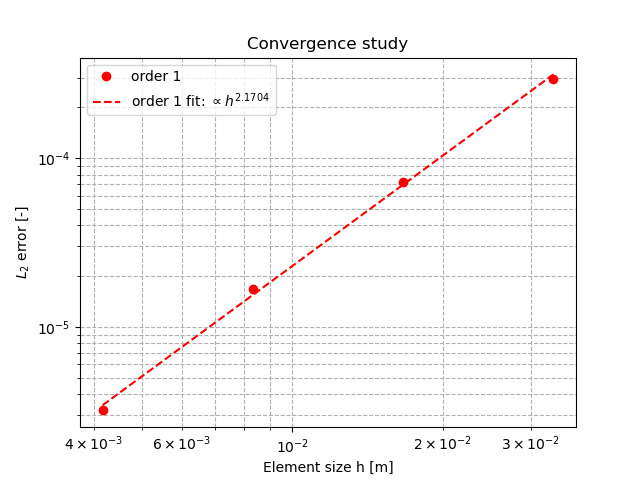 Convergence study
order 1
order 1 fit: ∝ h^2.1704
10^−4
10^−5
L_2 error [-]
4 × 10^−3
6 × 10^−3
10^−2
2 × 10^−2
3 × 10^−2
Element size h [m]